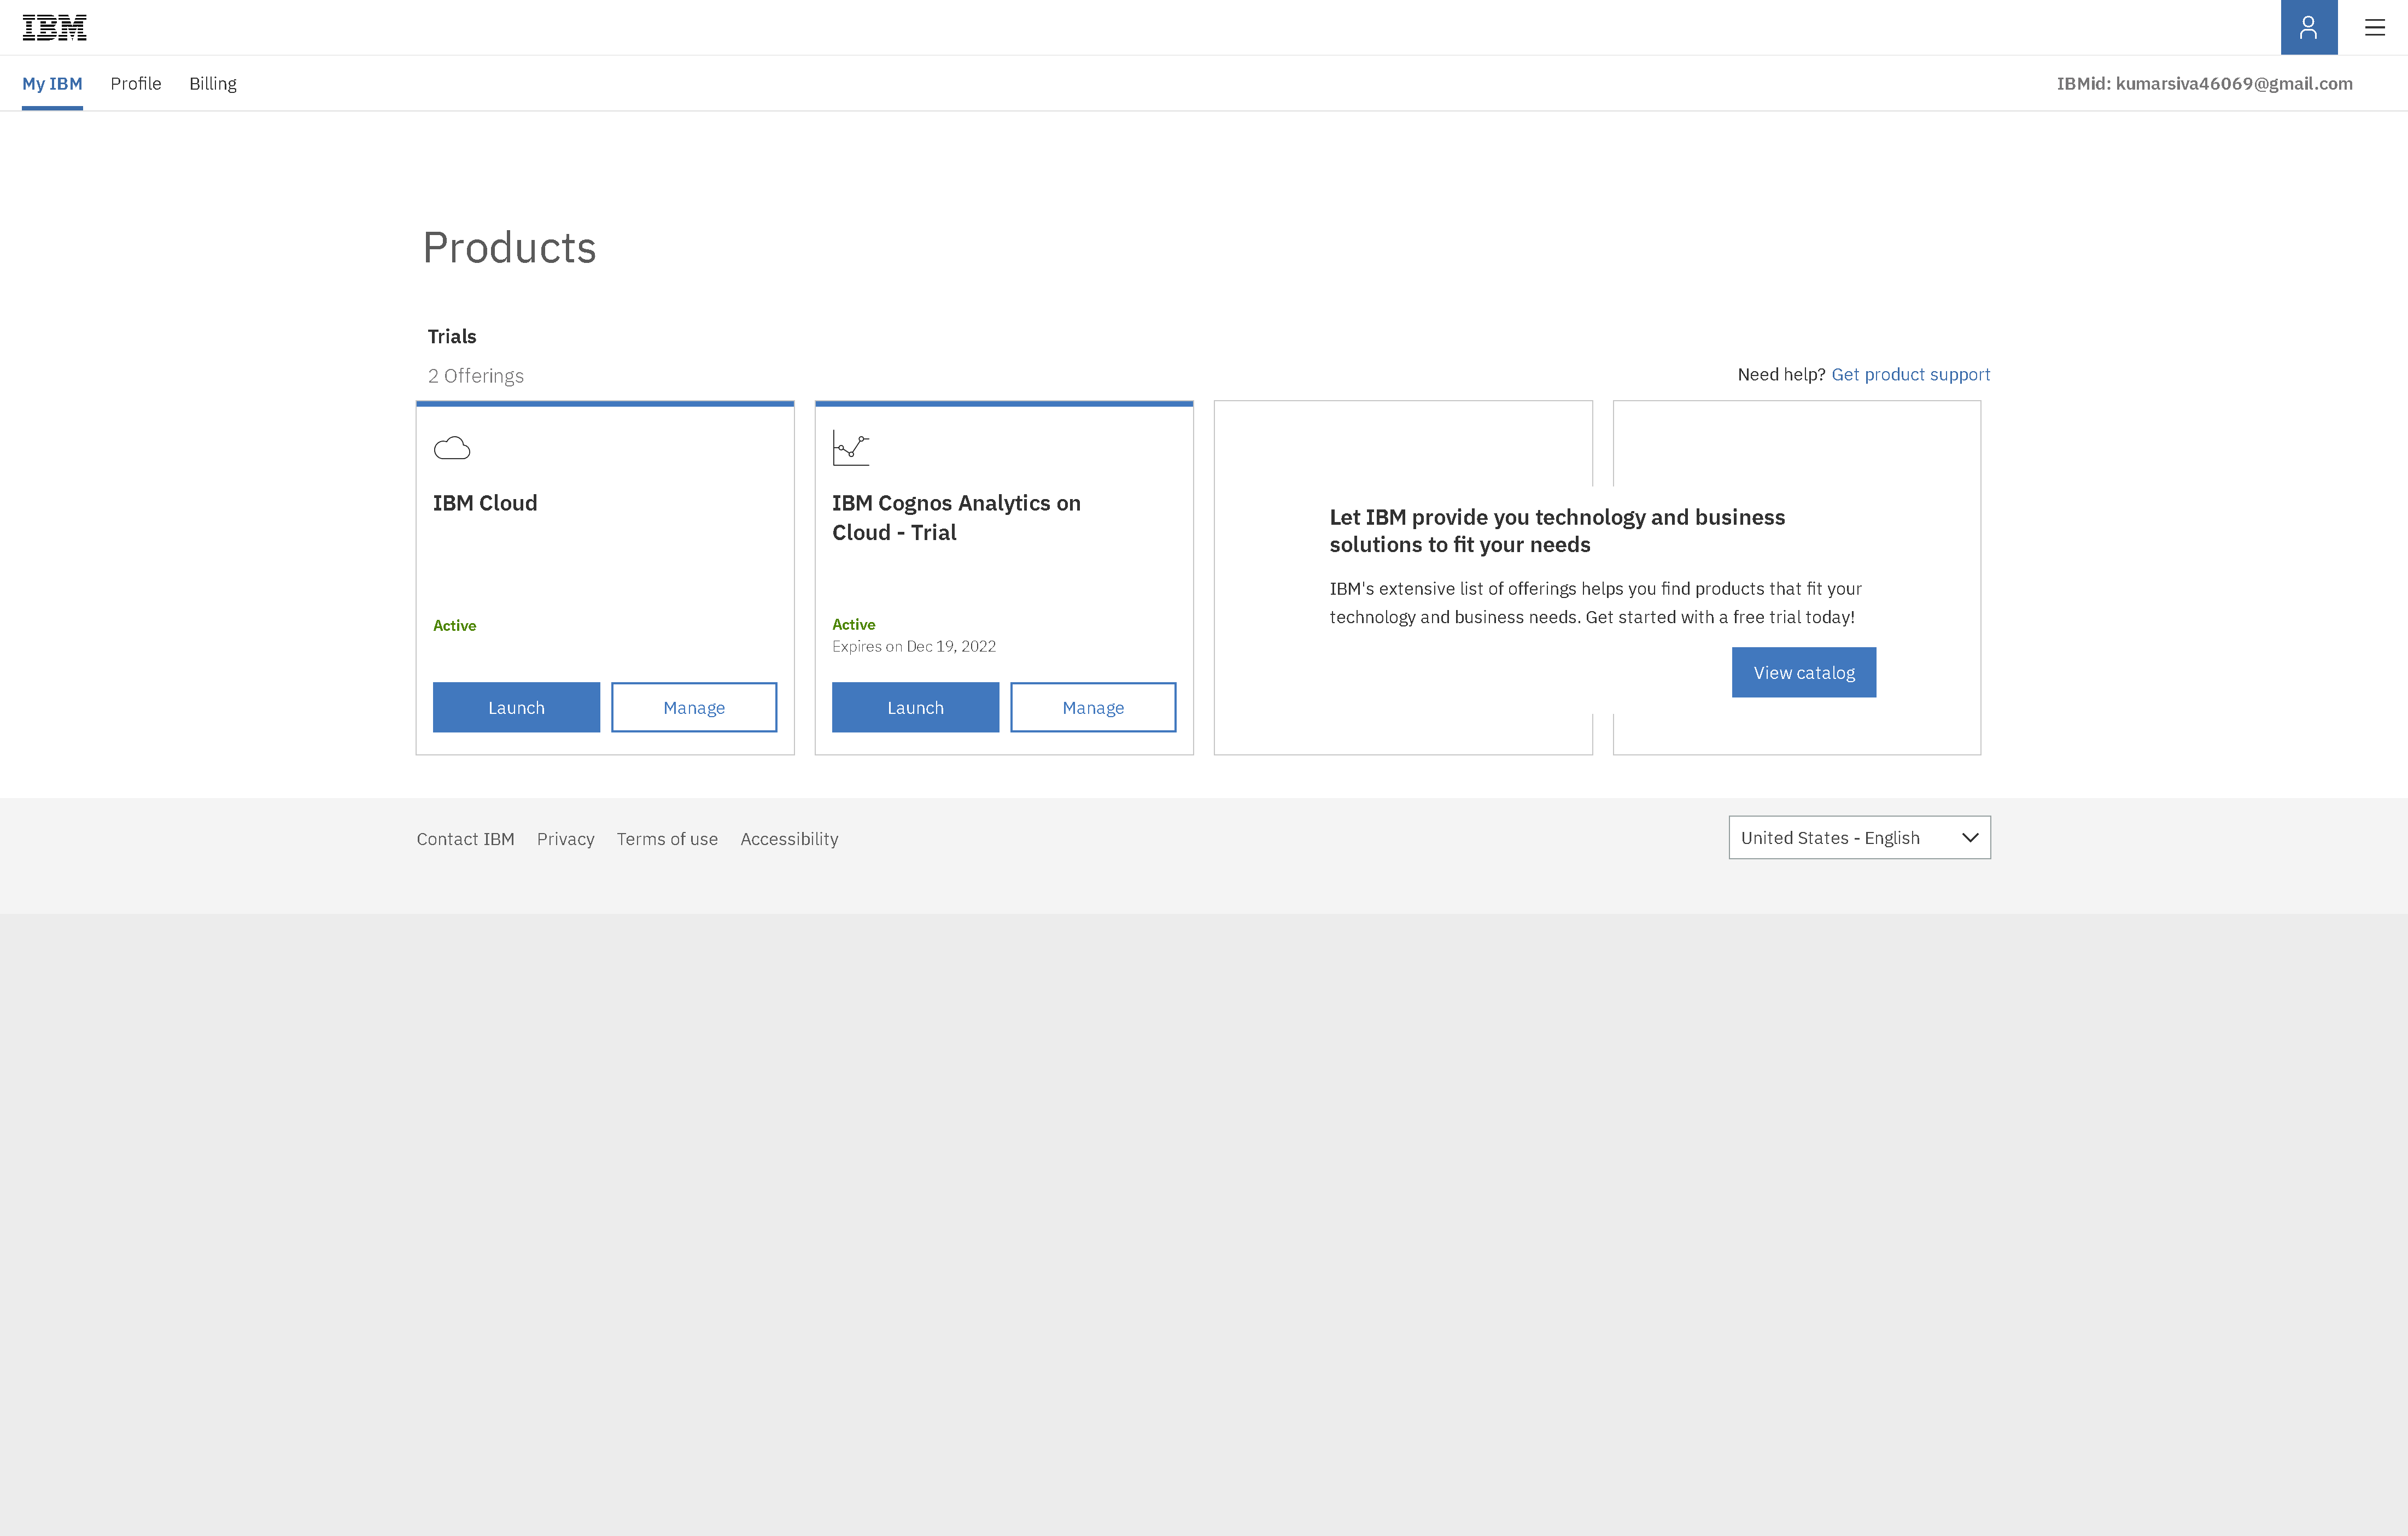 IBM
My IBM Profile Billing IBMid: kumarsiva46069@gmail.com
Products
Trials
2 Offerings
Need help? Get product support
IBM Cloud
Active
Launch Manage
IBM Cognos Analytics on
Cloud - Trial
Active
Expires on Dec 19, 2022
Launch Manage
Let IBM provide you technology and business
solutions to fit your needs
IBM's extensive list of offerings helps you find products that fit your
technology and business needs. Get started with a free trial today!
View catalog
Contact IBM Privacy Terms of use Accessibility
United States - English